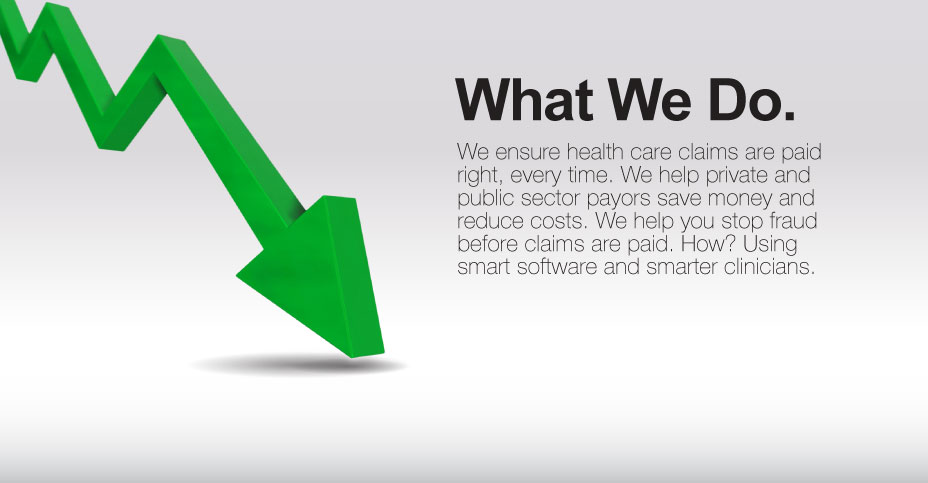 What We Do.
We ensure health care claims are paid
right, every time. We help private and
public sector payors save money and
reduce costs. We help you stop fraud
before claims are paid. How? Using
smart software and smarter clinicians.